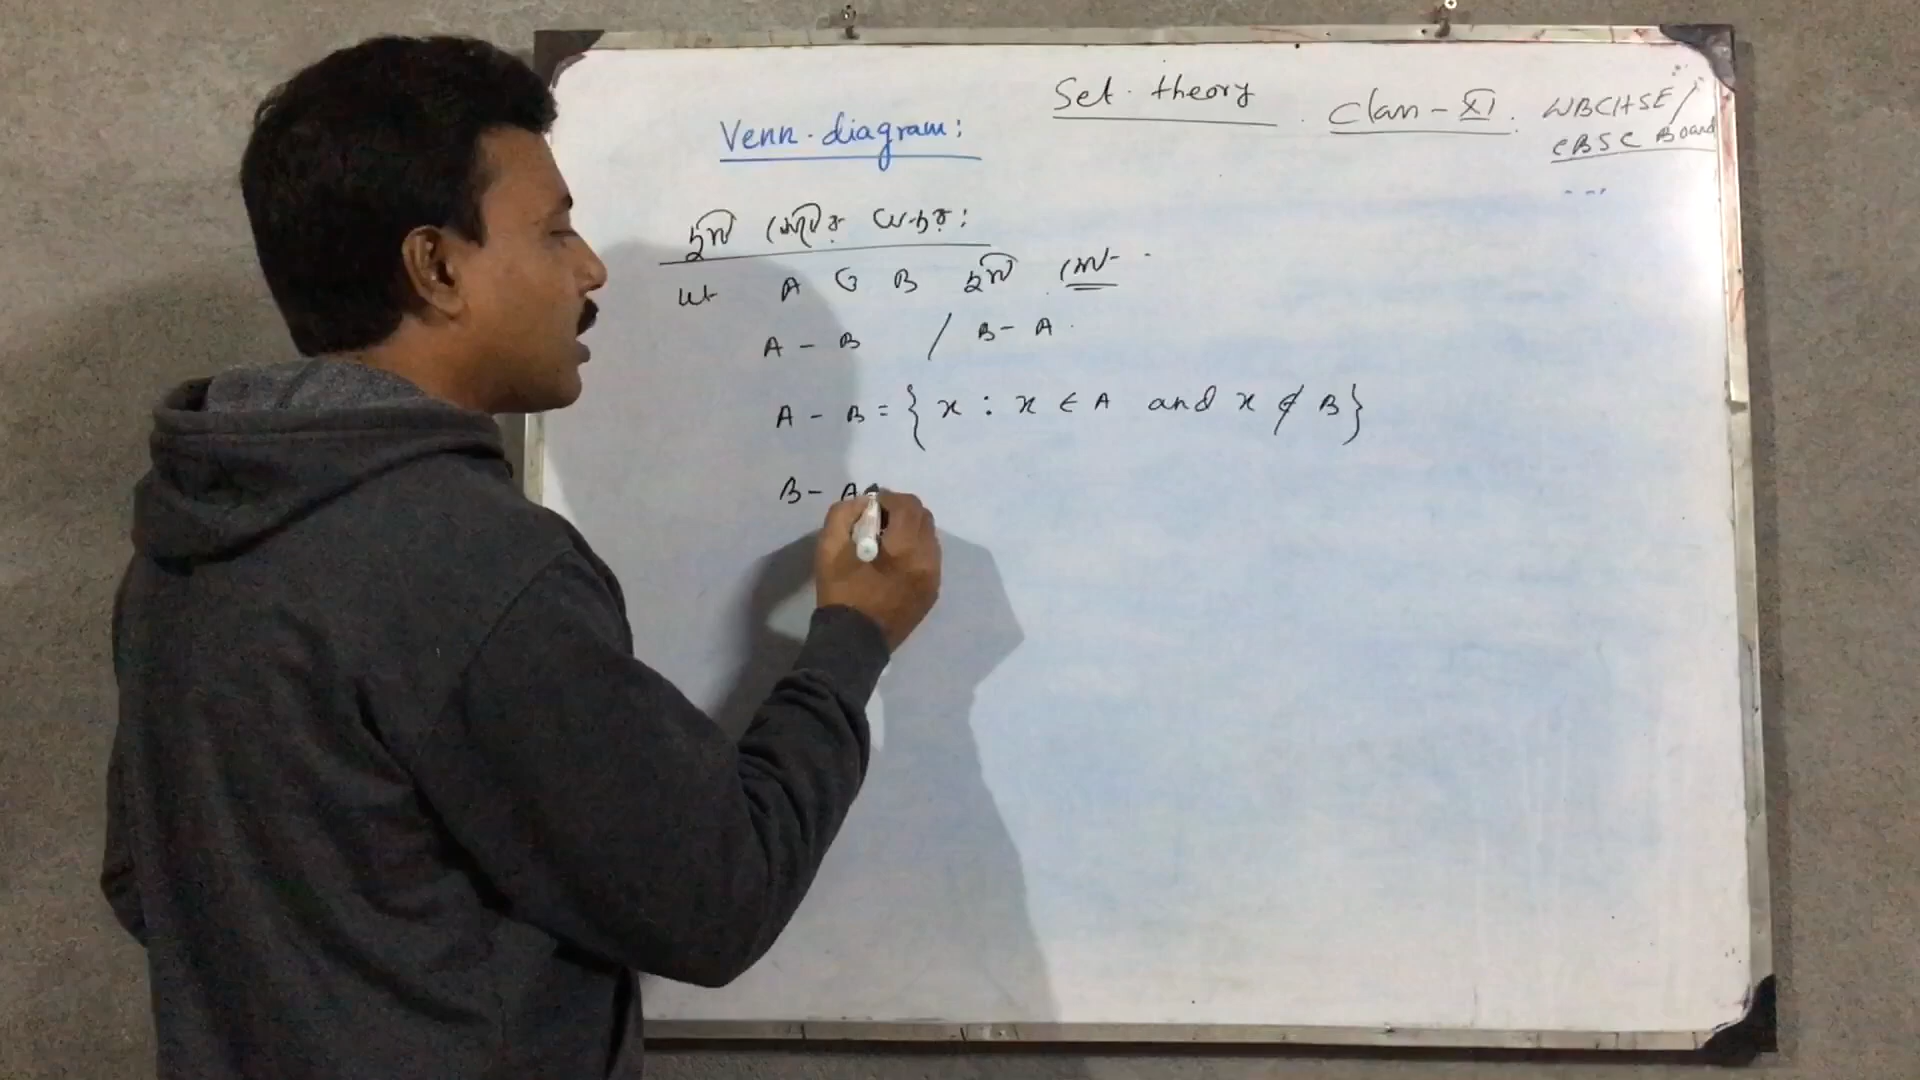 Set theory
Class - XI
WBCHSE/
CBSC Board
Venn diagram:
দুটি সেটের অন্তর:
Let A ও B দুটি সেট
A - B / B - A
A - B = { x : x ∈ A and x ∉ B }
B - A